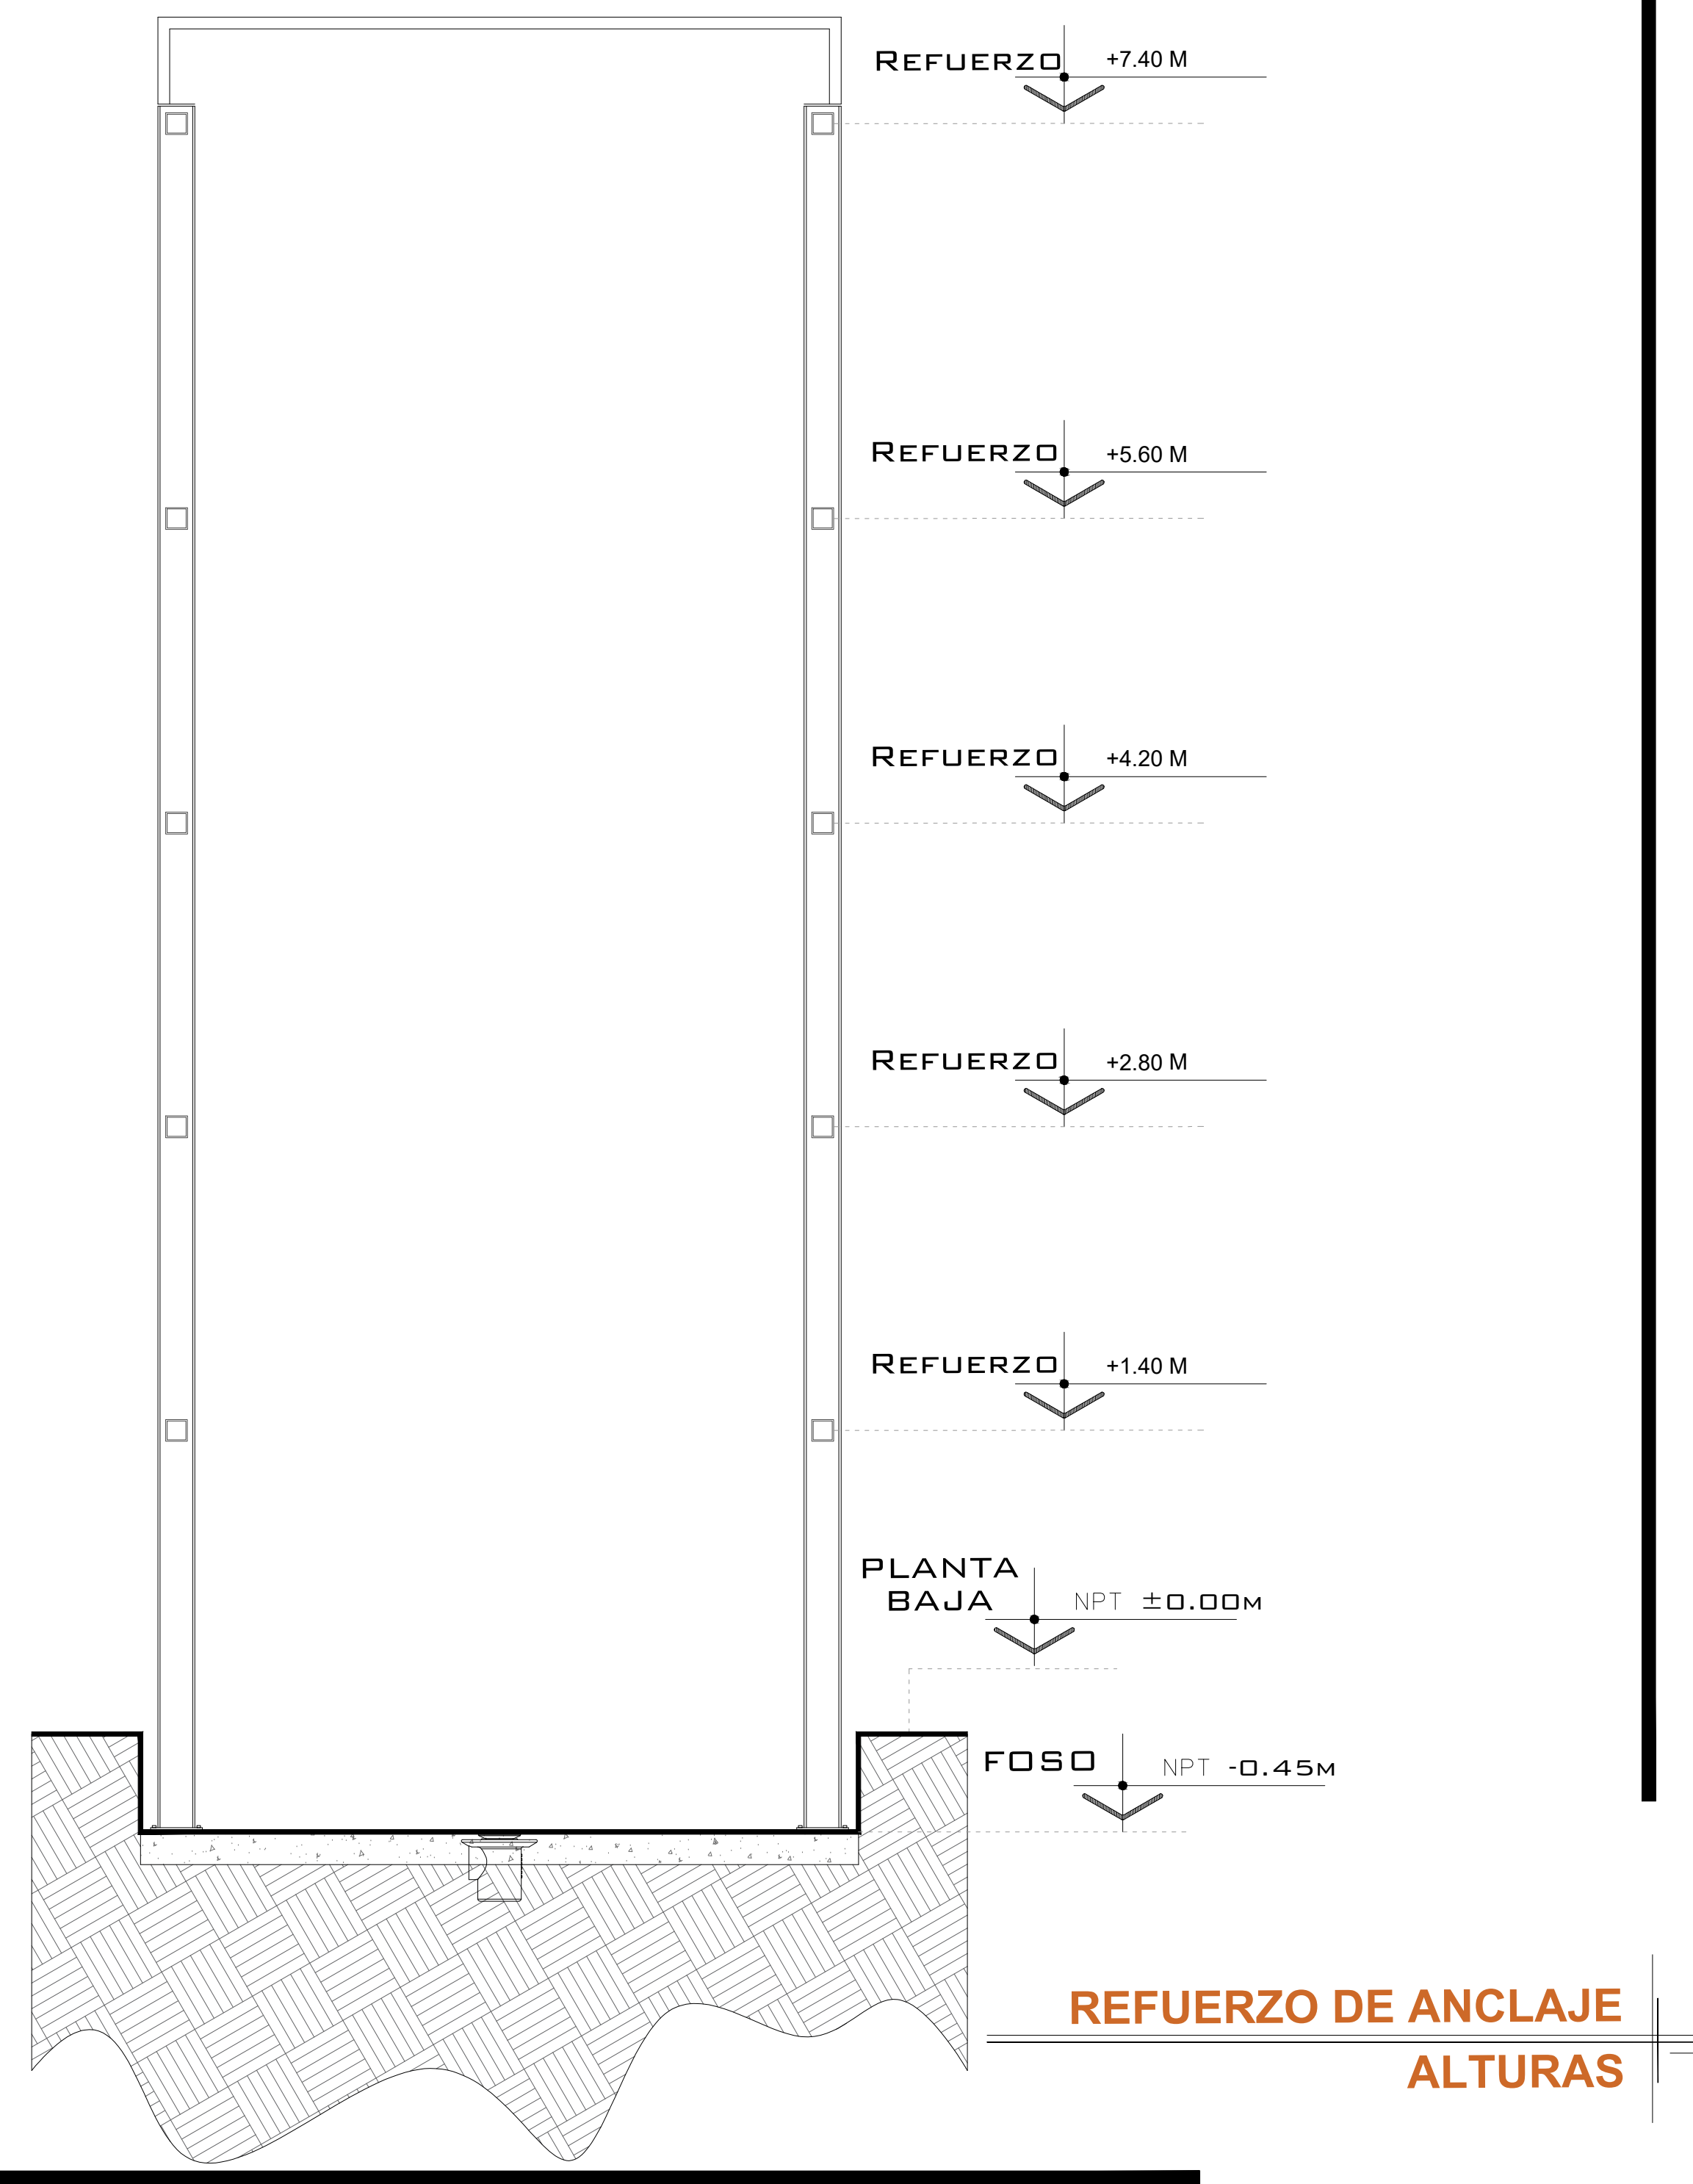 REFUERZO +7.40 M
REFUERZO +5.60 M
REFUERZO +4.20 M
REFUERZO +2.80 M
REFUERZO +1.40 M
PLANTA
BAJA NPT ±0.00M
FOSO NPT -0.45M
REFUERZO DE ANCLAJE
ALTURAS